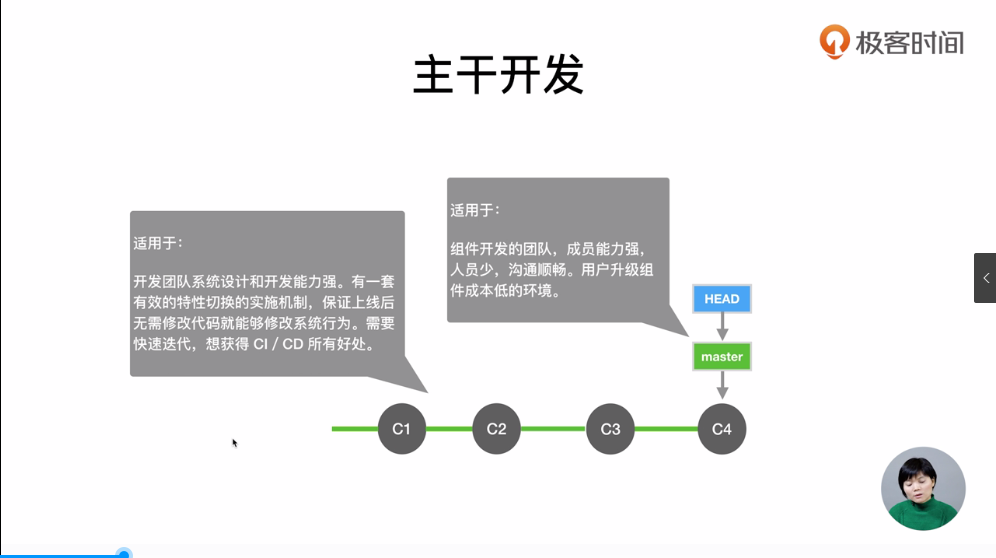 极客时间
主干开发
适用于：
开发团队系统设计和开发能力强。有一套
有效的特性切换的实施机制，保证上线后
无需修改代码就能够修改系统行为。需要
快速迭代，想获得 CI / CD 所有好处。
适用于：
组件开发的团队，成员能力强，
人员少，沟通顺畅。用户升级组
件成本低的环境。
HEAD
master
C1
C2
C3
C4